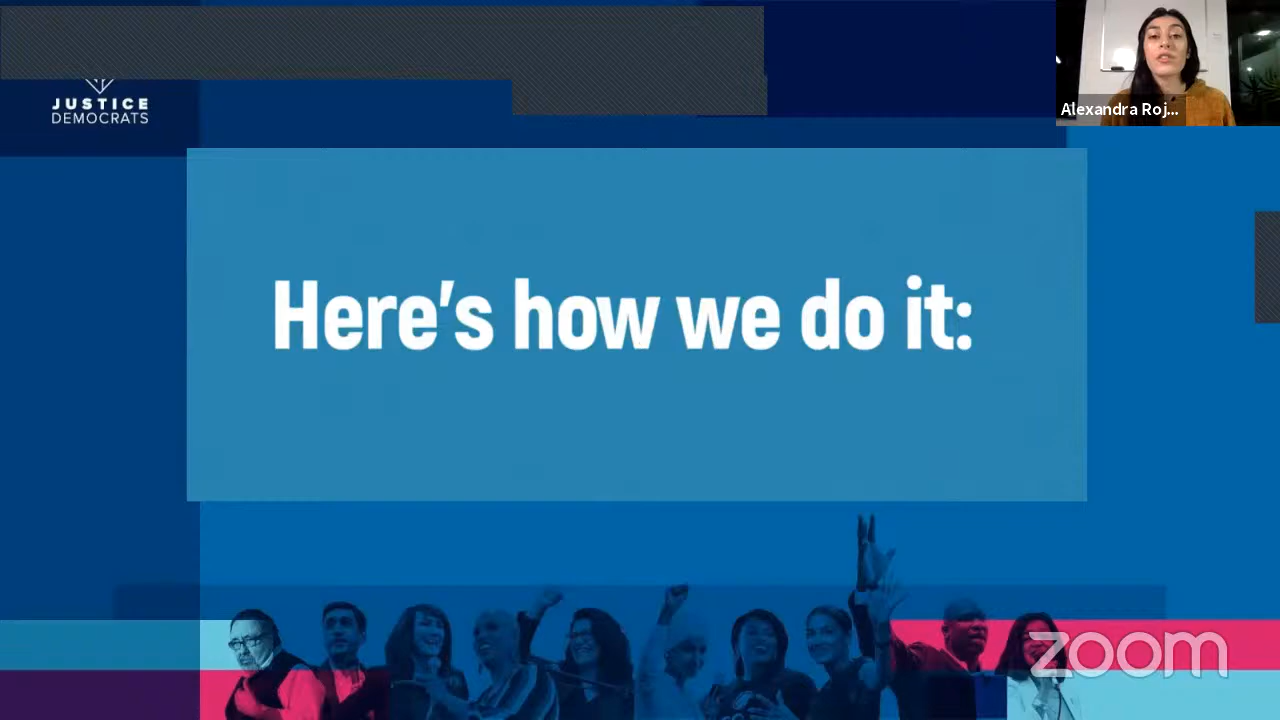 JUSTICE
DEMOCRATS
Alexandra Roj...
Here's how we do it:
zoom